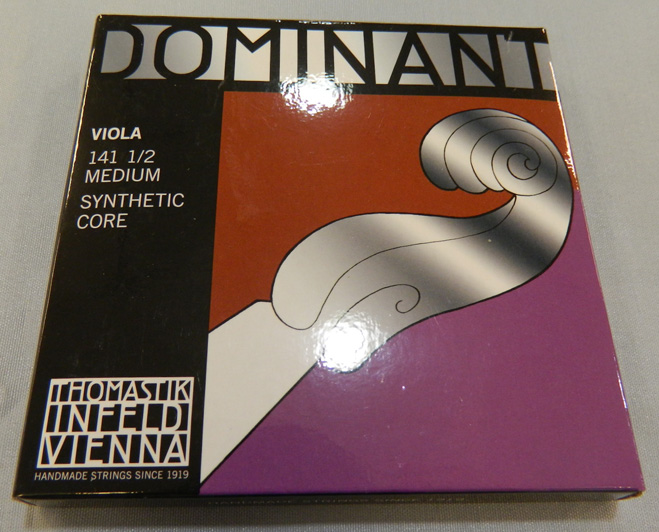 DOMINANT
VIOLA
141 1/2
MEDIUM
SYNTHETIC
CORE
THOMASTIK
INFELD
VIENNA
HANDMADE STRINGS SINCE 1919